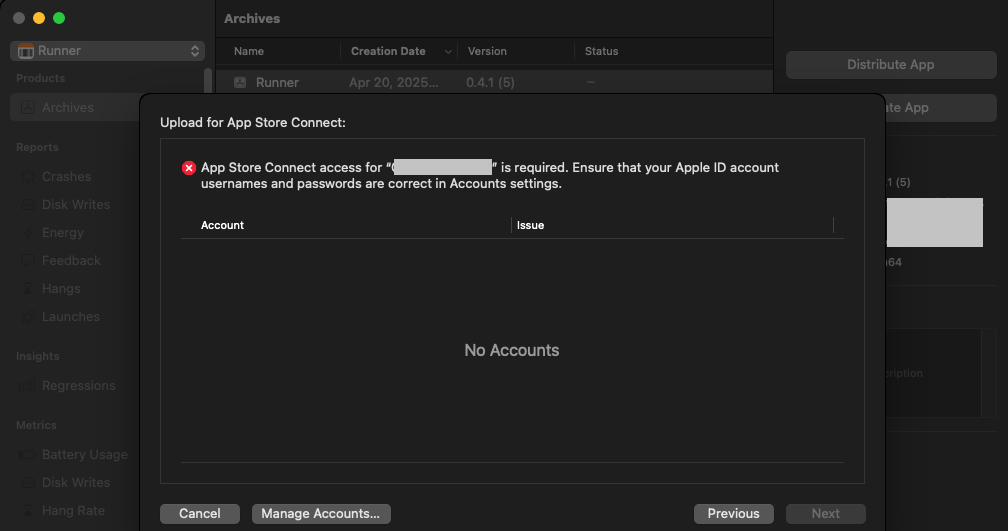 Archives
Runner
Name Creation Date Version Status
Distribute App
Products
Runner Apr 20, 2025... 0.4.1 (5) --
Archives
ate App
Upload for App Store Connect:
App Store Connect access for “ ” is required. Ensure that your Apple ID account
usernames and passwords are correct in Accounts settings.
Account Issue
No Accounts
Reports
Crashes
Disk Writes
Energy
Feedback
Hangs
Launches
Insights
Regressions
Metrics
Battery Usage
Disk Writes
Hang Rate
.1 (5)
64
cription
Cancel
Manage Accounts...
Previous
Next